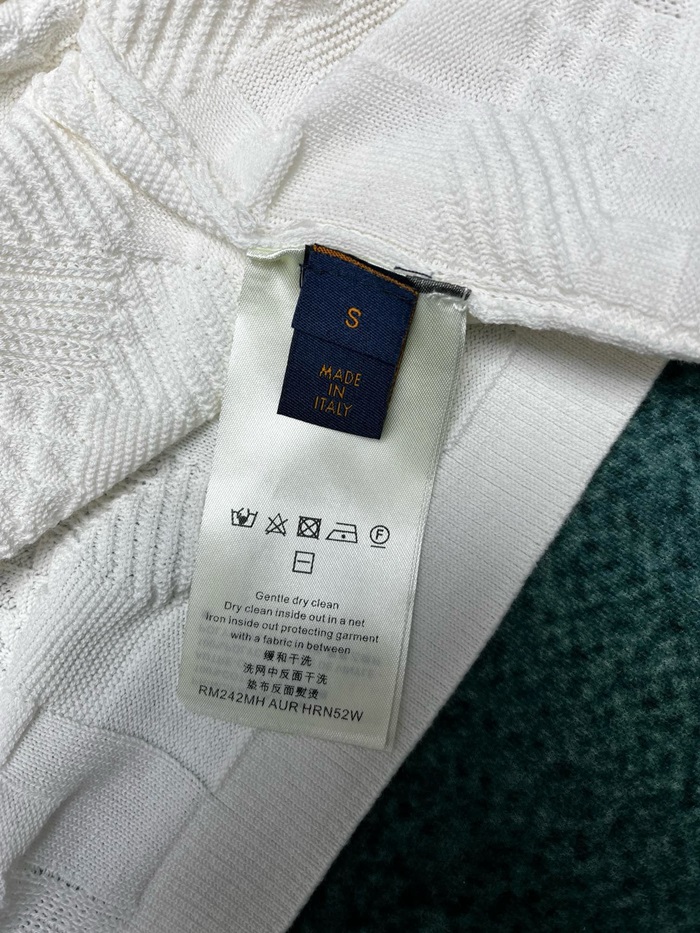 S
MADE
IN
ITALY
F
Gentle dry clean
Dry clean inside out in a net
Iron inside out protecting garment
with a fabric in between
缓和干洗
洗网中反面干洗
垫布反面熨烫
RM242MH AUR HRN52W